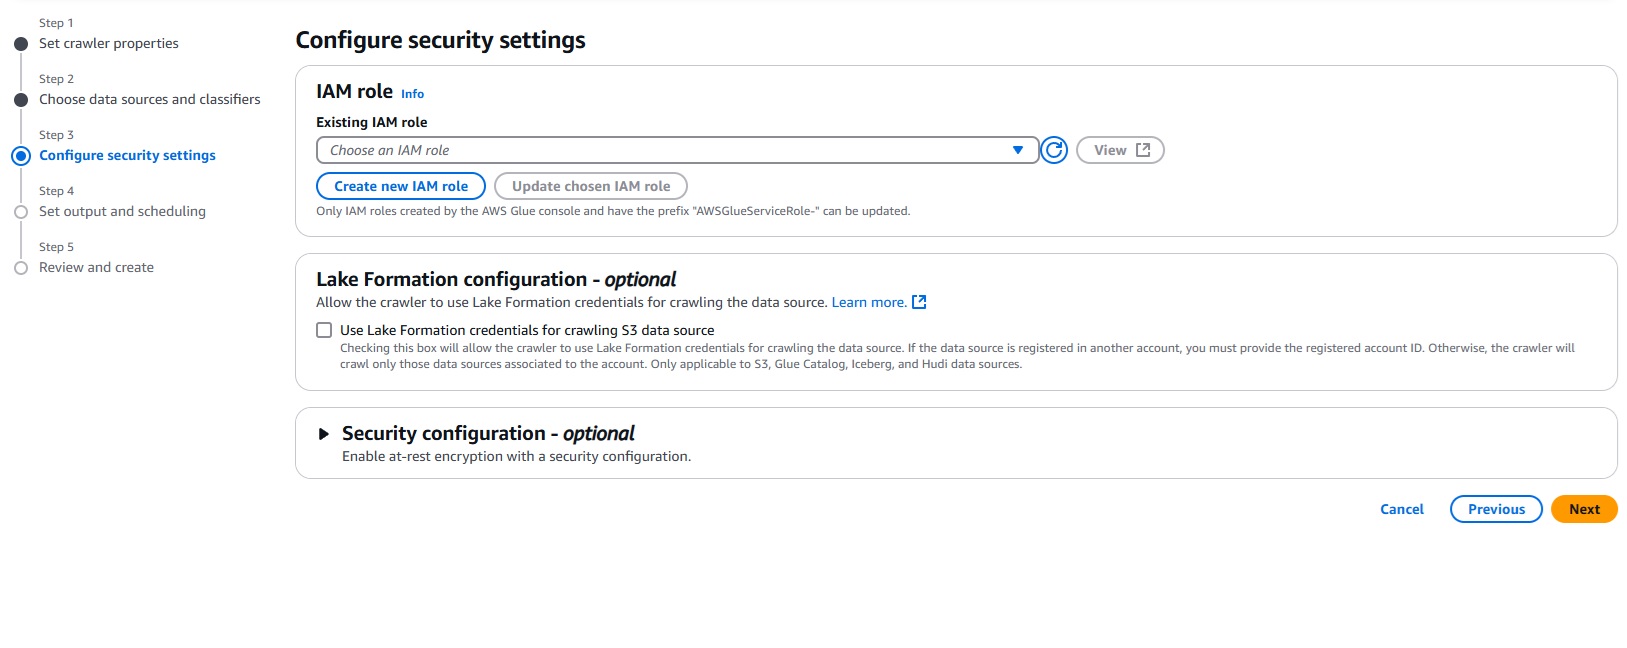 Step 1
Set crawler properties
Step 2
Choose data sources and classifiers
Step 3
Configure security settings
Step 4
Set output and scheduling
Step 5
Review and create
Configure security settings
IAM role Info
Existing IAM role
Choose an IAM role
View
Create new IAM role Update chosen IAM role
Only IAM roles created by the AWS Glue console and have the prefix "AWSGlueServiceRole-" can be updated.
Lake Formation configuration - optional
Allow the crawler to use Lake Formation credentials for crawling the data source. Learn more.
Use Lake Formation credentials for crawling S3 data source
Checking this box will allow the crawler to use Lake Formation credentials for crawling the data source. If the data source is registered in another account, you must provide the registered account ID. Otherwise, the crawler will
crawl only those data sources associated to the account. Only applicable to S3, Glue Catalog, Iceberg, and Hudi data sources.
Security configuration - optional
Enable at-rest encryption with a security configuration.
Cancel Previous Next